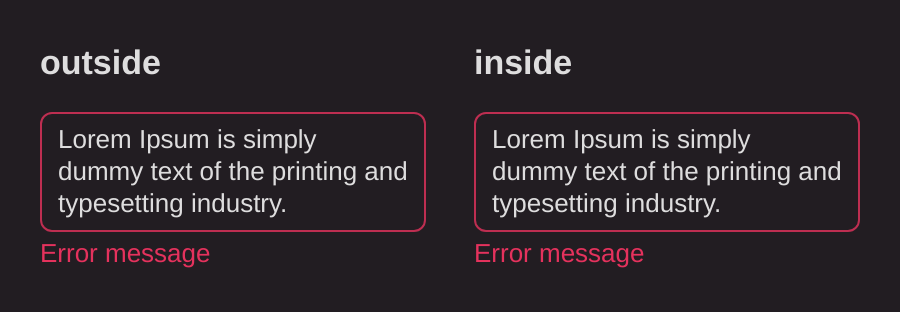 outside
Lorem Ipsum is simply
dummy text of the printing and
typesetting industry.
Error message
inside
Lorem Ipsum is simply
dummy text of the printing and
typesetting industry.
Error message